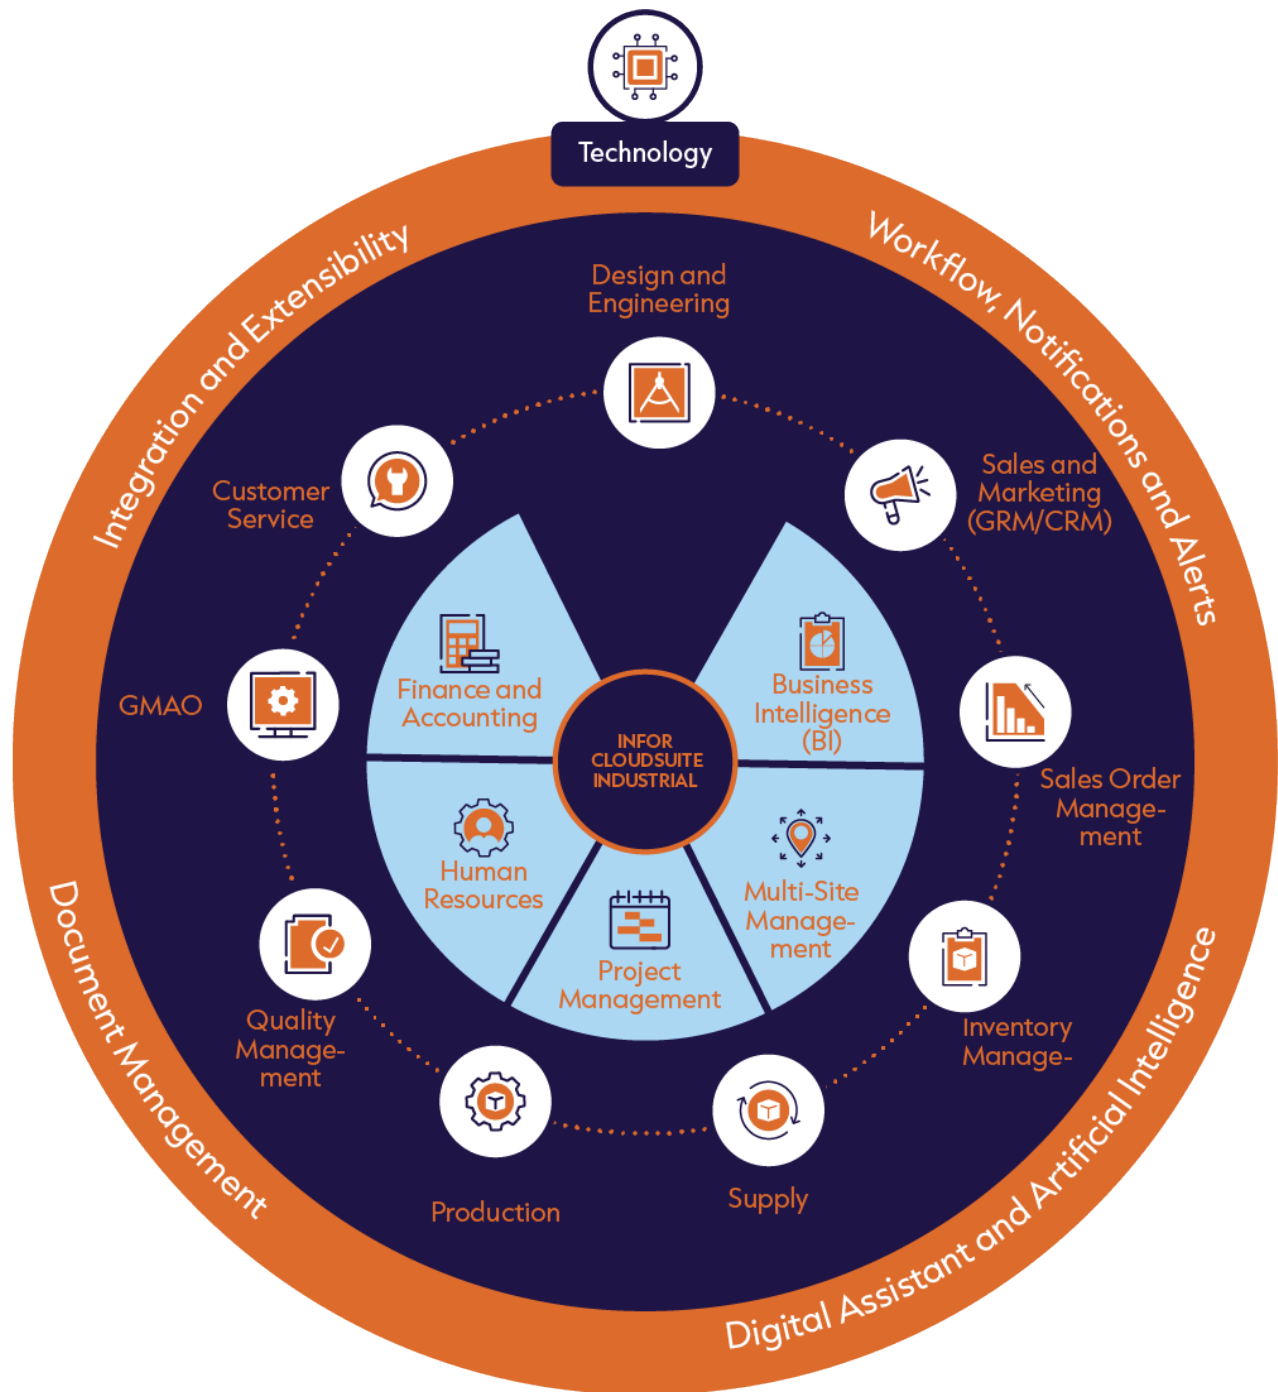 Technology
Integration and Extensibility
Workflow, Notifications and Alerts
Design and
Engineering
Sales and
Marketing
(GRM/CRM)
Customer
Service
Finance and
Accounting
Business
Intelligence
(BI)
GMAO
INFOR
CLOUDSUITE
INDUSTRIAL
Sales Order
Manage-
ment
Human
Resources
Multi-Site
Manage-
ment
Project
Management
Quality
Manage-
ment
Inventory
Manage-
Production
Supply
Document Management
Digital Assistant and Artificial Intelligence